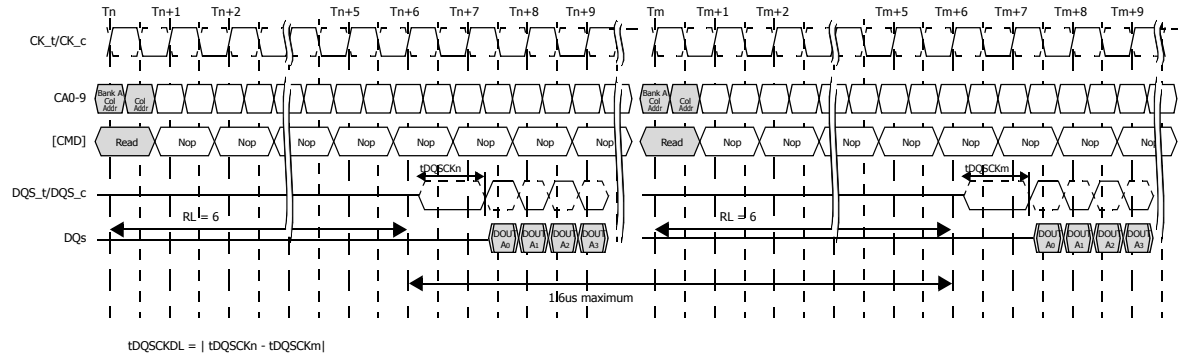 Tn Tn+1 Tn+2 Tn+5 Tn+6 Tn+7 Tn+8 Tn+9 Tm Tm+1 Tm+2 Tm+5 Tm+6 Tm+7 Tm+8 Tm+9
CK_t/CK_c
CA0-9 Bank A Col Addr Col Addr Bank A Col Addr Col Addr
[CMD] Read Nop Nop Nop Nop Nop Nop Nop Nop Read Nop Nop Nop Nop Nop Nop Nop Nop
tDQSCKn tDQSCKm
DQS_t/DQS_c
RL = 6 RL = 6
DQs DOUT A0 DOUT A1 DOUT A2 DOUT A3 DOUT A0 DOUT A1 DOUT A2 DOUT A3
1.6us maximum
tDQSCKDL = | tDQSCKn - tDQSCKm|